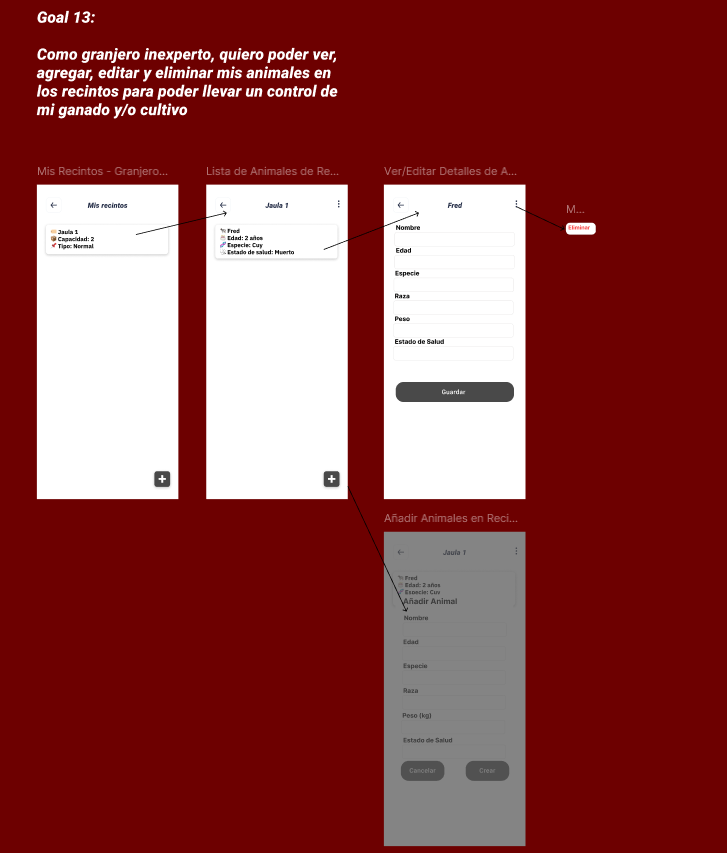 Goal 13:
Como granjero inexperto, quiero poder ver,
agregar, editar y eliminar mis animales en
los recintos para poder llevar un control de
mi ganado y/o cultivo
Mis Recintos - Granjero...
Lista de Animales de Re...
Ver/Editar Detalles de A...
M...
Mis recintos
Jaula 1
Capacidad: 2
Tipo: Normal
Jaula 1
Fred
Edad: 2 años
Especie: Cuy
Estado de salud: Muerto
Fred
Nombre
Edad
Especie
Raza
Peso
Estado de Salud
Guardar
Eliminar
Añadir Animales en Reci...
Jaula 1
Fred
Edad: 2 años
Especie: Cuy
Añadir Animal
Nombre
Edad
Especie
Raza
Peso (kg)
Estado de Salud
Cancelar
Crear